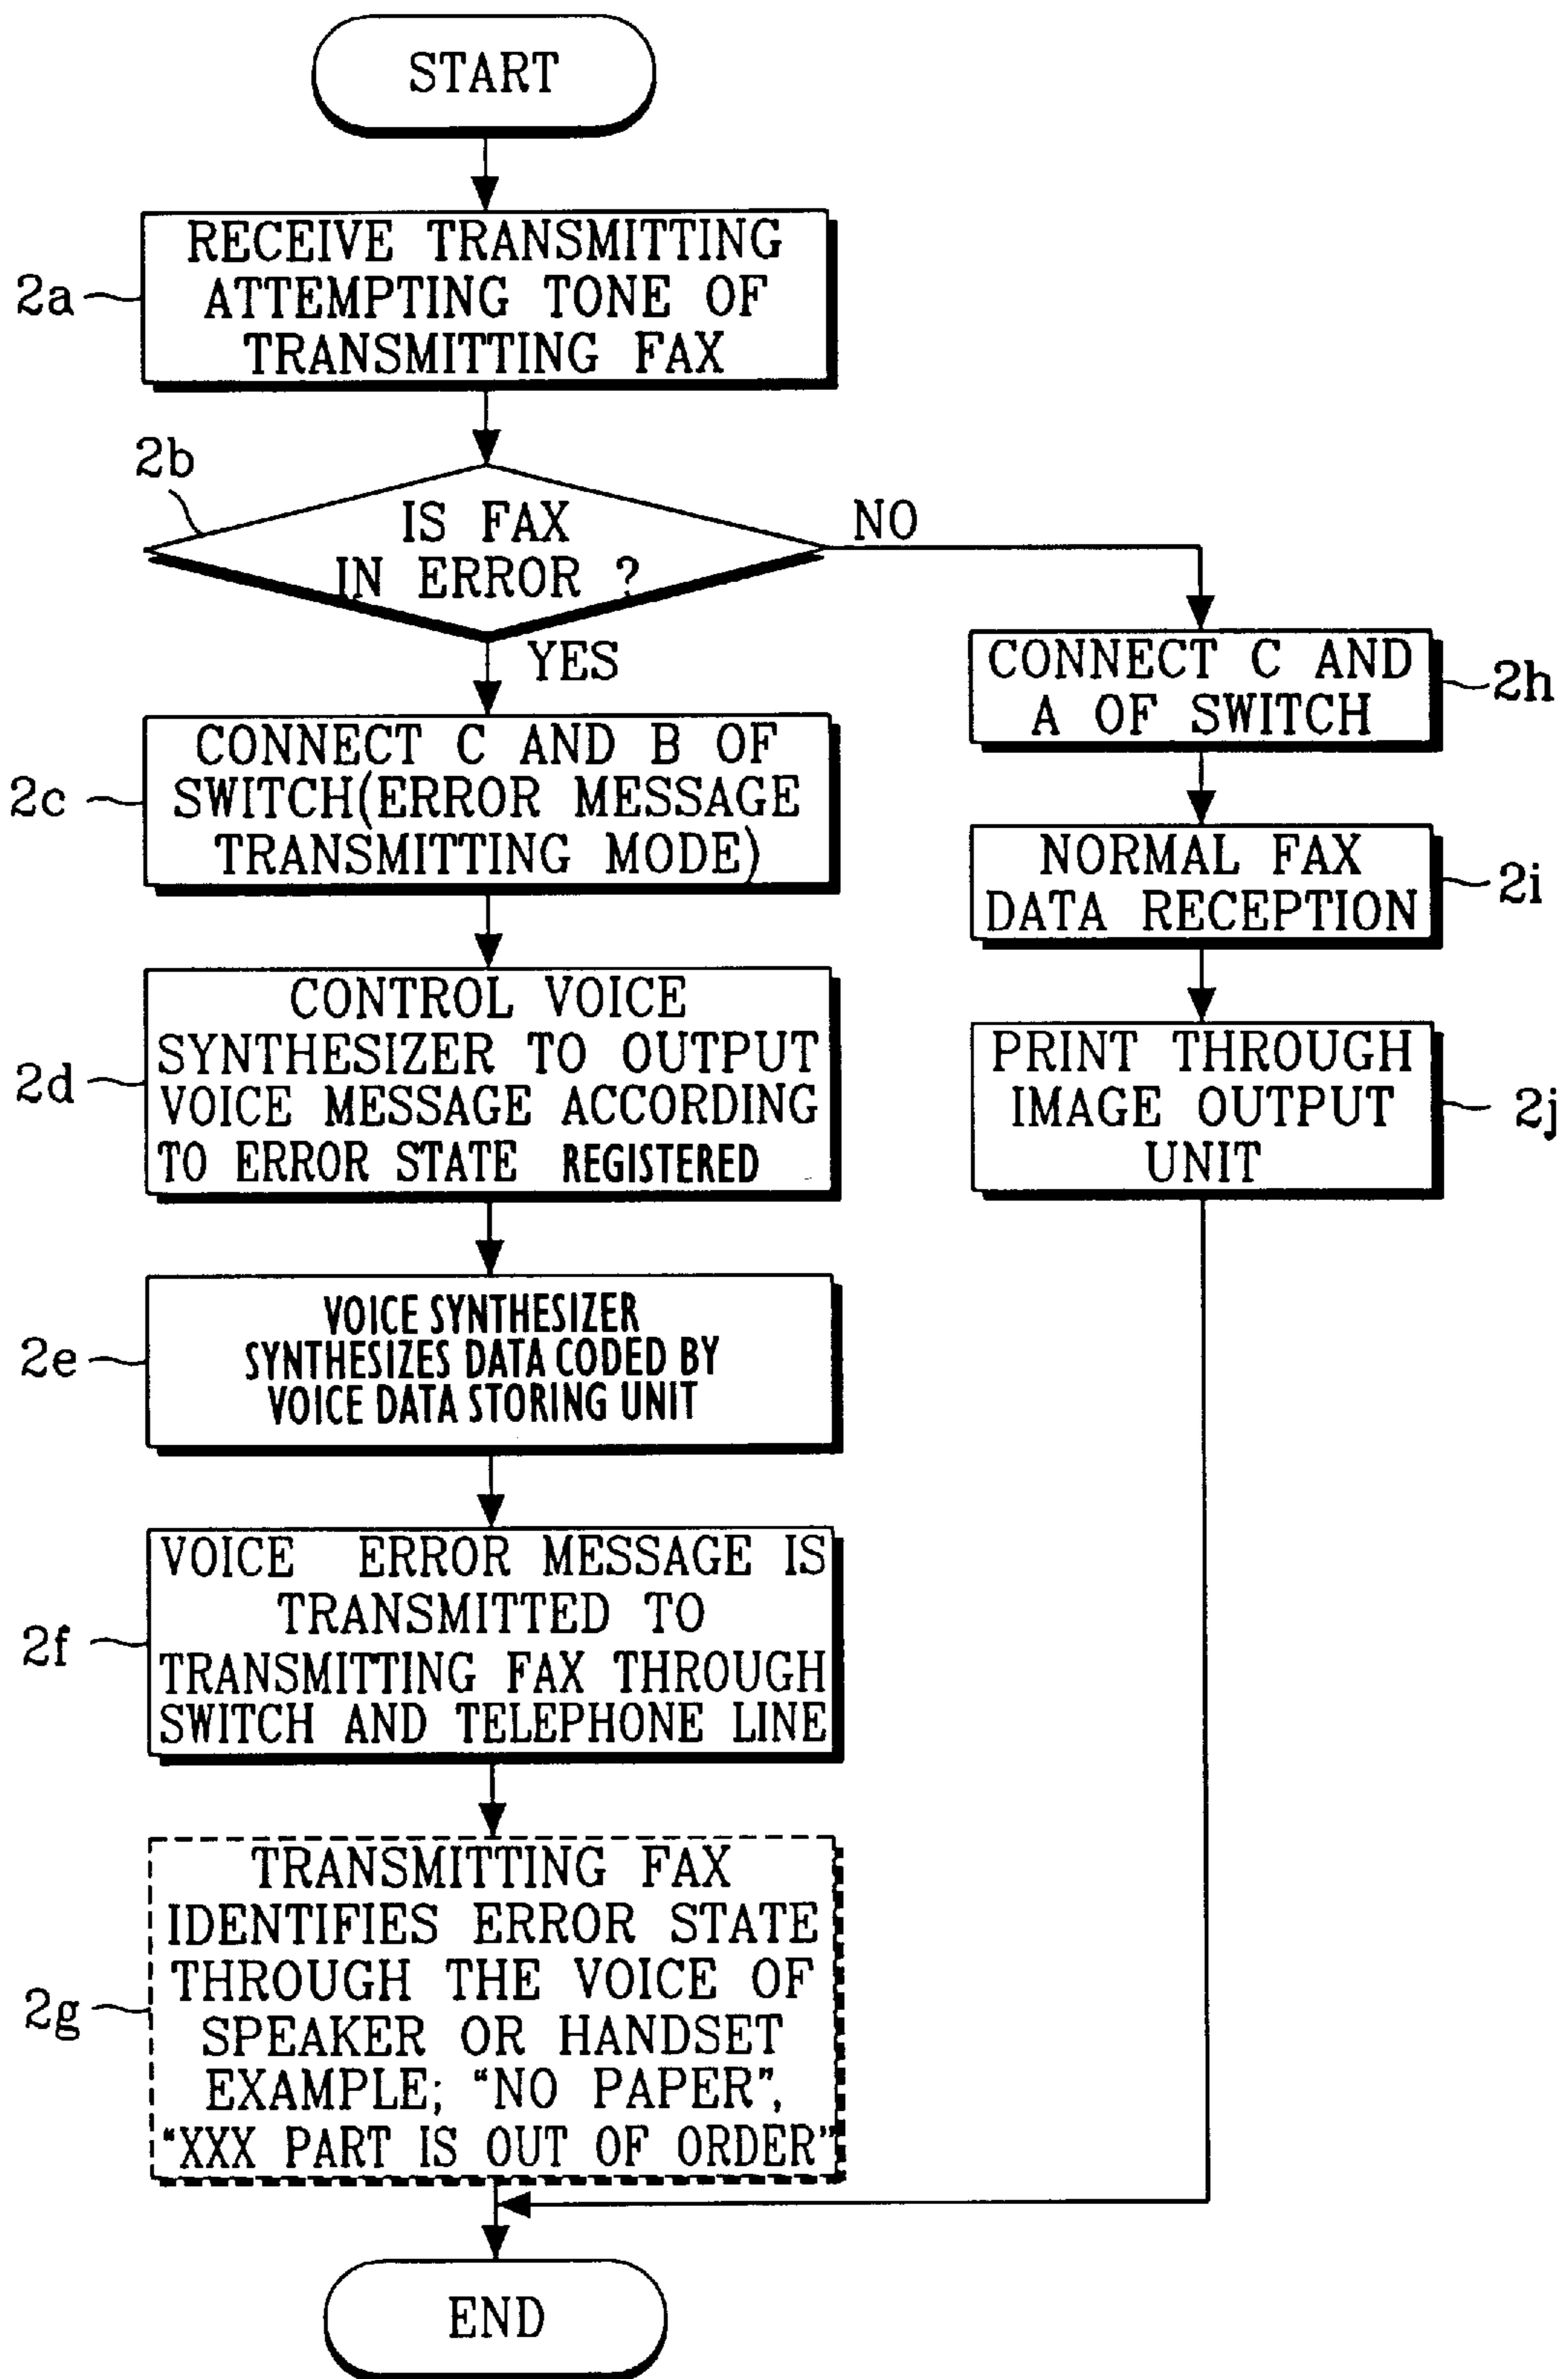 START
2a
RECEIVE TRANSMITTING
ATTEMPTING TONE OF
TRANSMITTING FAX
2b
IS FAX
IN ERROR ?
NO
YES
2c
CONNECT C AND B OF
SWITCH(ERROR MESSAGE
TRANSMITTING MODE)
2d
CONTROL VOICE
SYNTHESIZER TO OUTPUT
VOICE MESSAGE ACCORDING
TO ERROR STATE REGISTERED
2e
VOICE SYNTHESIZER
SYNTHESIZES DATA CODED BY
VOICE DATA STORING UNIT
2f
VOICE ERROR MESSAGE IS
TRANSMITTED TO
TRANSMITTING FAX THROUGH
SWITCH AND TELEPHONE LINE
2g
TRANSMITTING FAX
IDENTIFIES ERROR STATE
THROUGH THE VOICE OF
SPEAKER OR HANDSET
EXAMPLE; "NO PAPER",
"XXX PART IS OUT OF ORDER"
CONNECT C AND
A OF SWITCH
2h
NORMAL FAX
DATA RECEPTION
2i
PRINT THROUGH
IMAGE OUTPUT
UNIT
2j
END